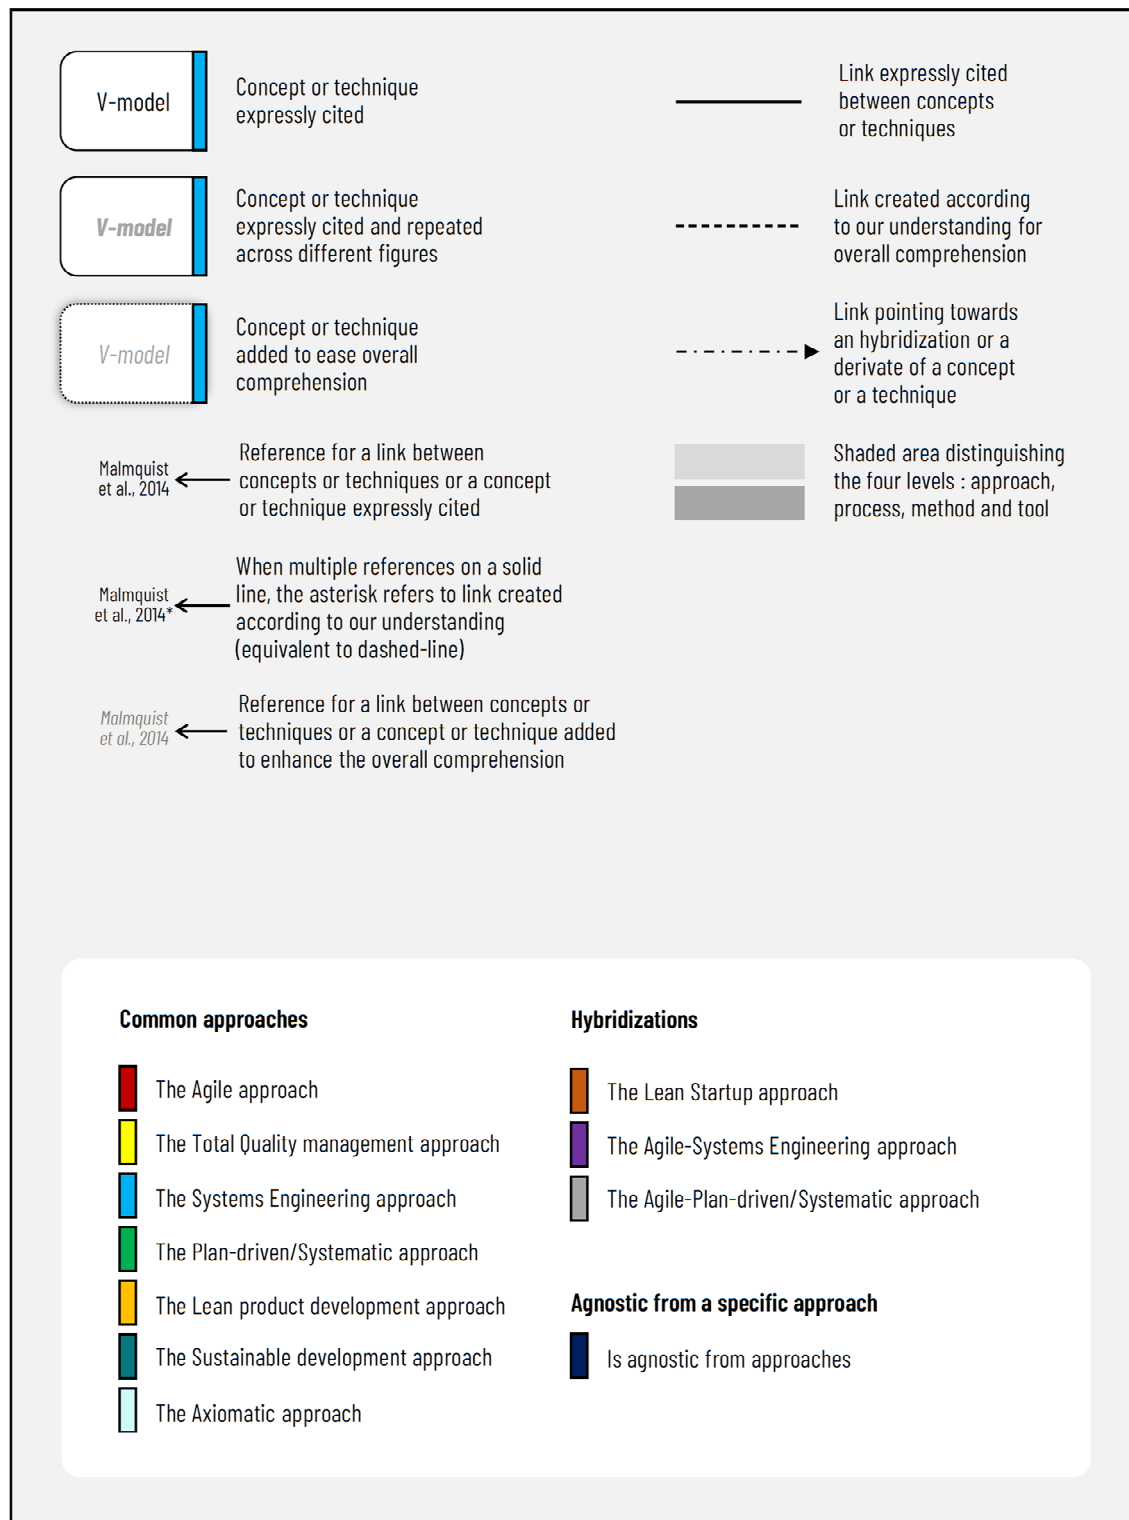 V-model
Concept or technique
expressly cited
Link expressly cited
between concepts
or techniques
V-model
Concept or technique
expressly cited and repeated
across different figures
Link created according
to our understanding for
overall comprehension
V-model
Concept or technique
added to ease overall
comprehension
Link pointing towards
an hybridization or a
derivate of a concept
or a technique
Malmquist
et al., 2014
Reference for a link between
concepts or techniques or a concept
or technique expressly cited
Shaded area distinguishing
the four levels : approach,
process, method and tool
Malmquist
et al., 2014*
When multiple references on a solid
line, the asterisk refers to link created
according to our understanding
(equivalent to dashed-line)
Malmquist
et al., 2014
Reference for a link between concepts or
techniques or a concept or technique added
to enhance the overall comprehension
Common approaches
The Agile approach
The Total Quality management approach
The Systems Engineering approach
The Plan-driven/Systematic approach
The Lean product development approach
The Sustainable development approach
The Axiomatic approach
Hybridizations
The Lean Startup approach
The Agile-Systems Engineering approach
The Agile-Plan-driven/Systematic approach
Agnostic from a specific approach
Is agnostic from approaches